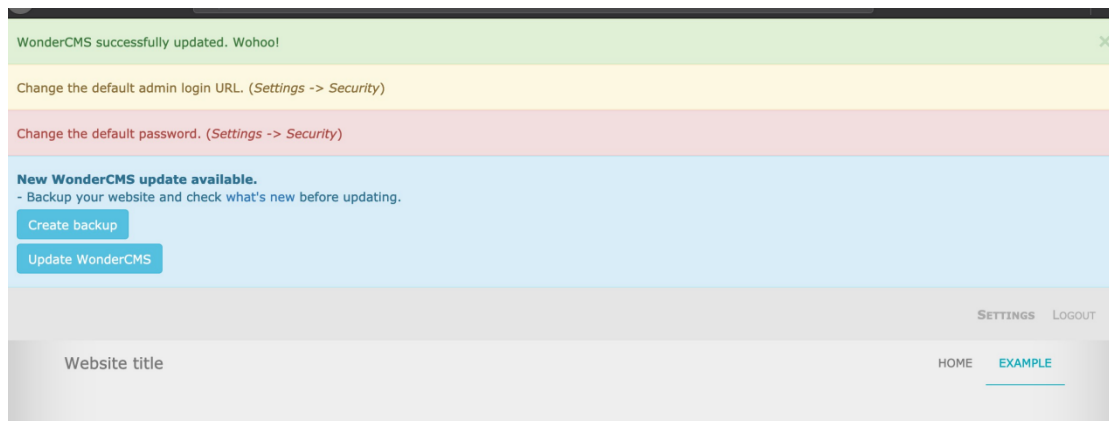 WonderCMS successfully updated. Wohoo!
×
Change the default admin login URL. (Settings -> Security)
Change the default password. (Settings -> Security)
New WonderCMS update available.
- Backup your website and check what's new before updating.
Create backup
Update WonderCMS
SETTINGS LOGOUT
Website title
HOME EXAMPLE